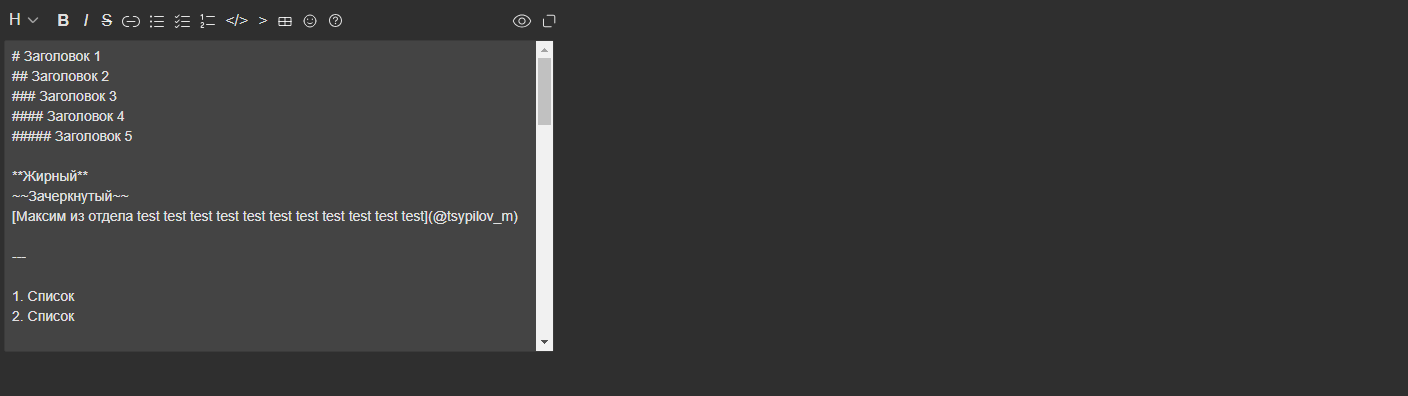 H B I S </> >
# Заголовок 1
## Заголовок 2
### Заголовок 3
#### Заголовок 4
##### Заголовок 5
**Жирный**
~~Зачеркнутый~~
[Максим из отдела test test test test test test test test test test test](@tsypilov_m)
---
1. Список
2. Список